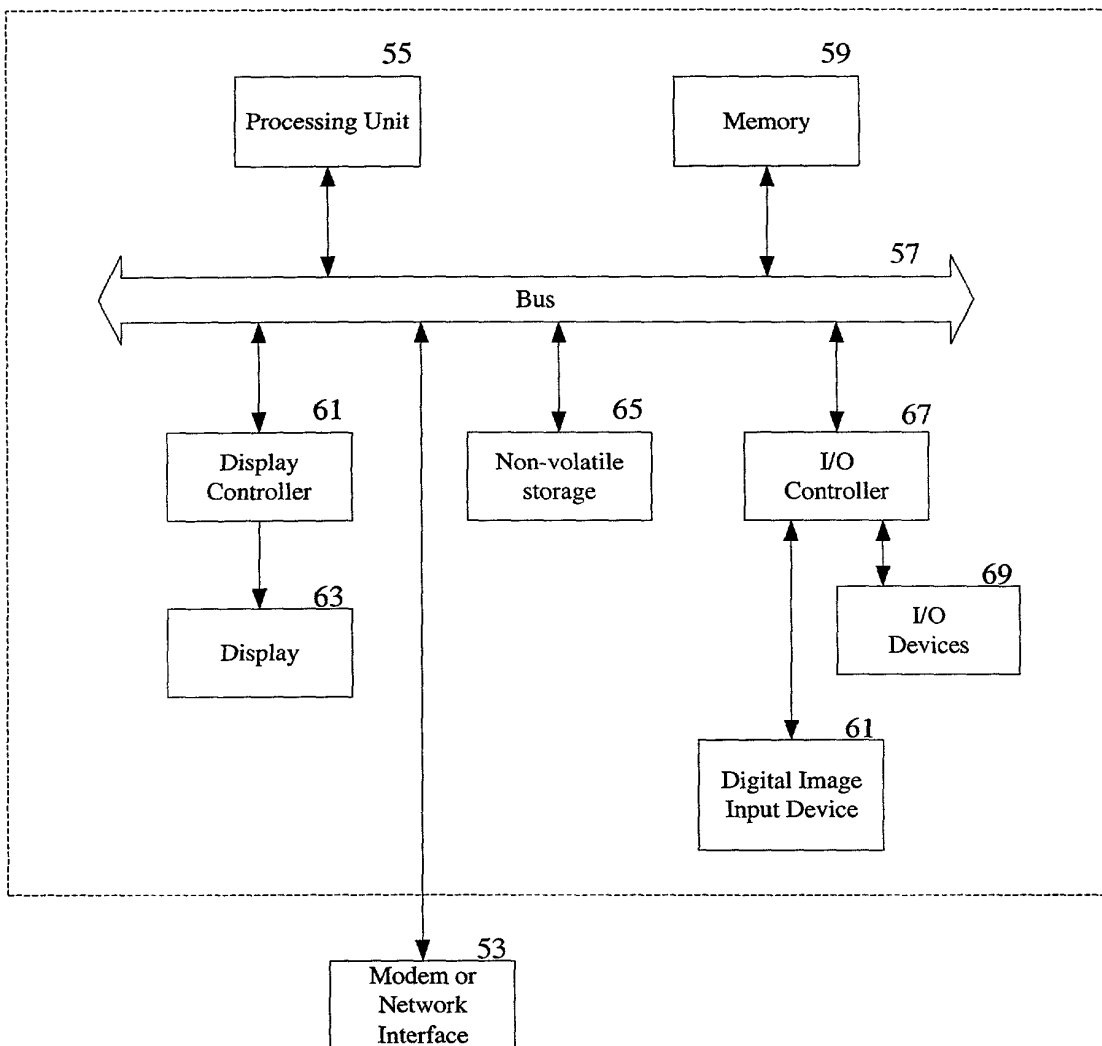 55
Processing Unit
59
Memory
57
Bus
61
Display
Controller
65
Non-volatile
storage
67
I/O
Controller
63
Display
69
I/O
Devices
61
Digital Image
Input Device
53
Modem or
Network
Interface